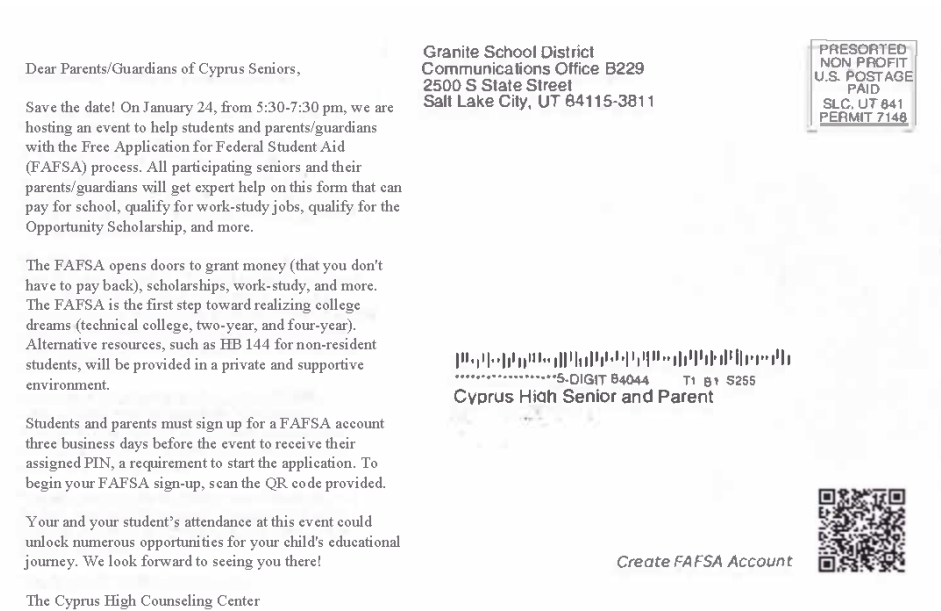 Dear Parents/Guardians of Cyprus Seniors,
Save the date! On January 24, from 5:30-7:30 pm, we are
hosting an event to help students and parents/guardians
with the Free Application for Federal Student Aid
(FAFSA) process. All participating seniors and their
parents/guardians will get expert help on this form that can
pay for school, qualify for work-study jobs, qualify for the
Opportunity Scholarship, and more.
The FAFSA opens doors to grant money (that you don't
have to pay back), scholarships, work-study, and more.
The FAFSA is the first step toward realizing college
dreams (technical college, two-year, and four-year).
Alternative resources, such as HB 144 for non-resident
students, will be provided in a private and supportive
environment.
Students and parents must sign up for a FAFSA account
three business days before the event to receive their
assigned PIN, a requirement to start the application. To
begin your FAFSA sign-up, scan the QR code provided.
Your and your student's attendance at this event could
unlock numerous opportunities for your child's educational
journey. We look forward to seeing you there!
The Cyprus High Counseling Center
Granite School District
Communications Office B229
2500 S State Street
Salt Lake City, UT 84115-3811
PRESORTED
NON PROFIT
U.S. POSTAGE
PAID
SLC, UT 841
PERMIT 7148
******************5-DIGIT 84044 T1 B1 S255
Cyprus High Senior and Parent
Create FAFSA Account